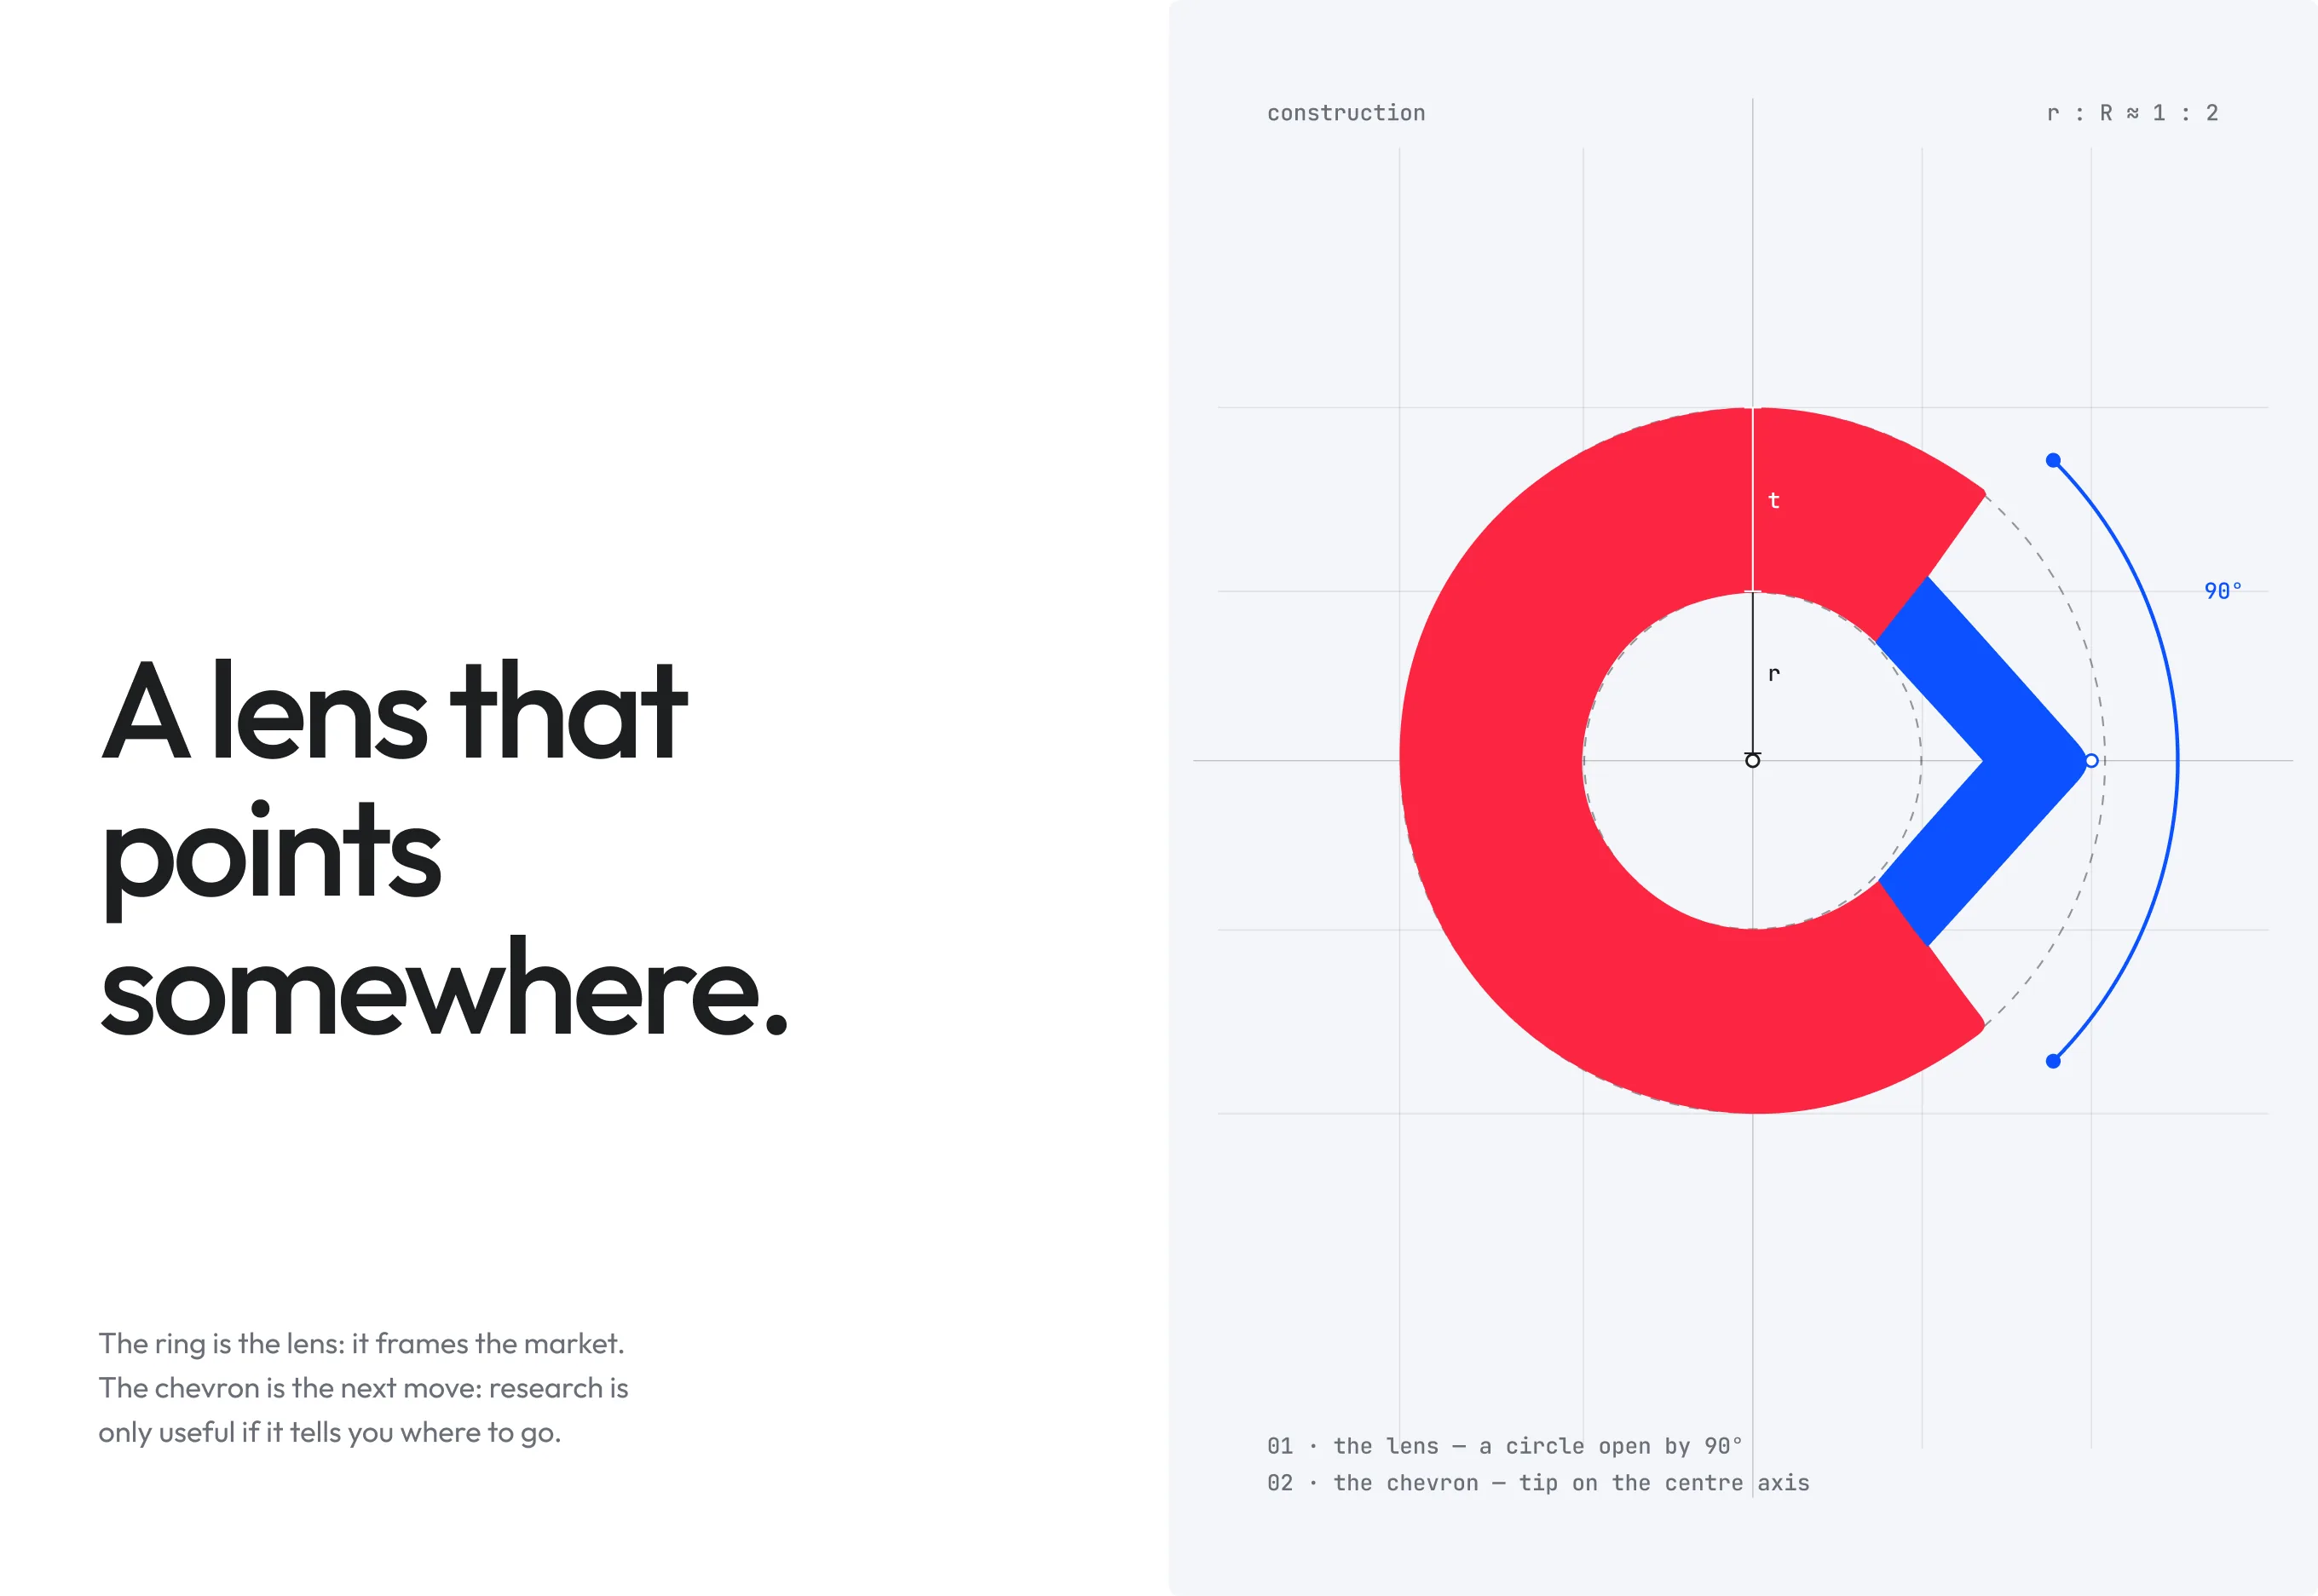 A lens that
points
somewhere.
The ring is the lens: it frames the market.
The chevron is the next move: research is
only useful if it tells you where to go.
construction
r : R ≈ 1 : 2
t
r
90°
01 · the lens — a circle open by 90°
02 · the chevron — tip on the centre axis